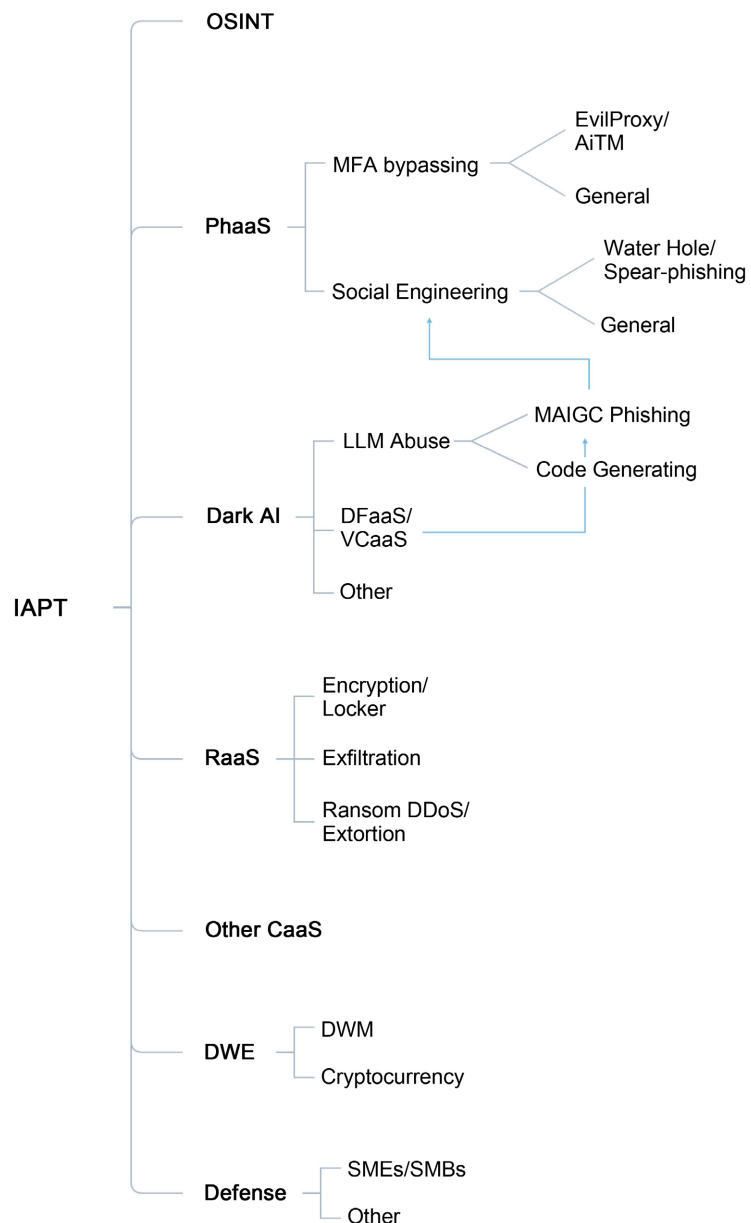 OSINT
EvilProxy/
AiTM
MFA bypassing
General
PhaaS
Water Hole/
Spear-phishing
Social Engineering
General
MAIGC Phishing
LLM Abuse
Code Generating
Dark AI
DFaaS/
VCaaS
Other
IAPT
Encryption/
Locker
RaaS
Exfiltration
Ransom DDoS/
Extortion
Other CaaS
DWM
DWE
Cryptocurrency
SMEs/SMBs
Defense
Other